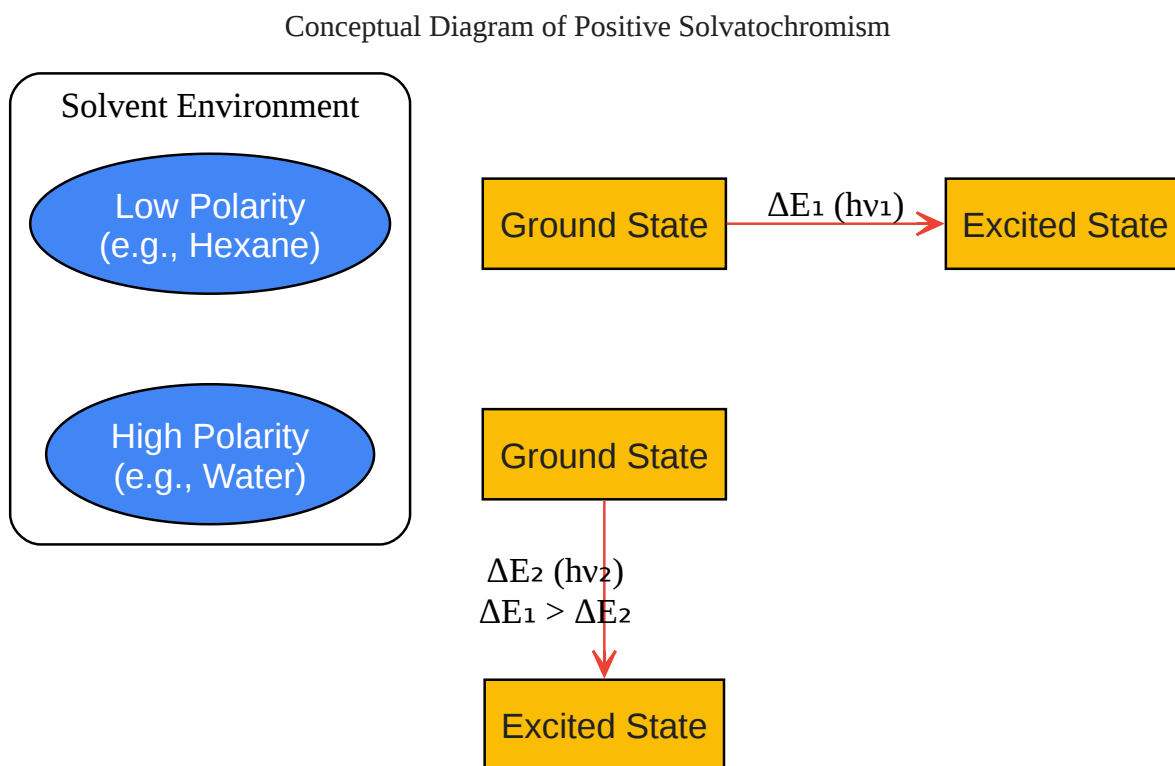 Conceptual Diagram of Positive Solvatochromism
Solvent Environment
Low Polarity
(e.g., Hexane)
Ground State
ΔE₁ (hν₁)
Excited State
High Polarity
(e.g., Water)
Ground State
ΔE₂ (hν₂)
ΔE₁ > ΔE₂
Excited State